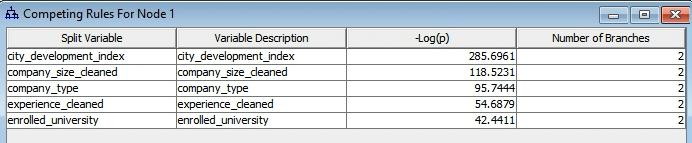 Competing Rules For Node 1
Split Variable Variable Description -Log(p) Number of Branches
city_development_index city_development_index 285.6961 2
company_size_cleaned company_size_cleaned 118.5231 2
company_type company_type 95.7444 2
experience_cleaned experience_cleaned 54.6879 2
enrolled_university enrolled_university 42.4411 2